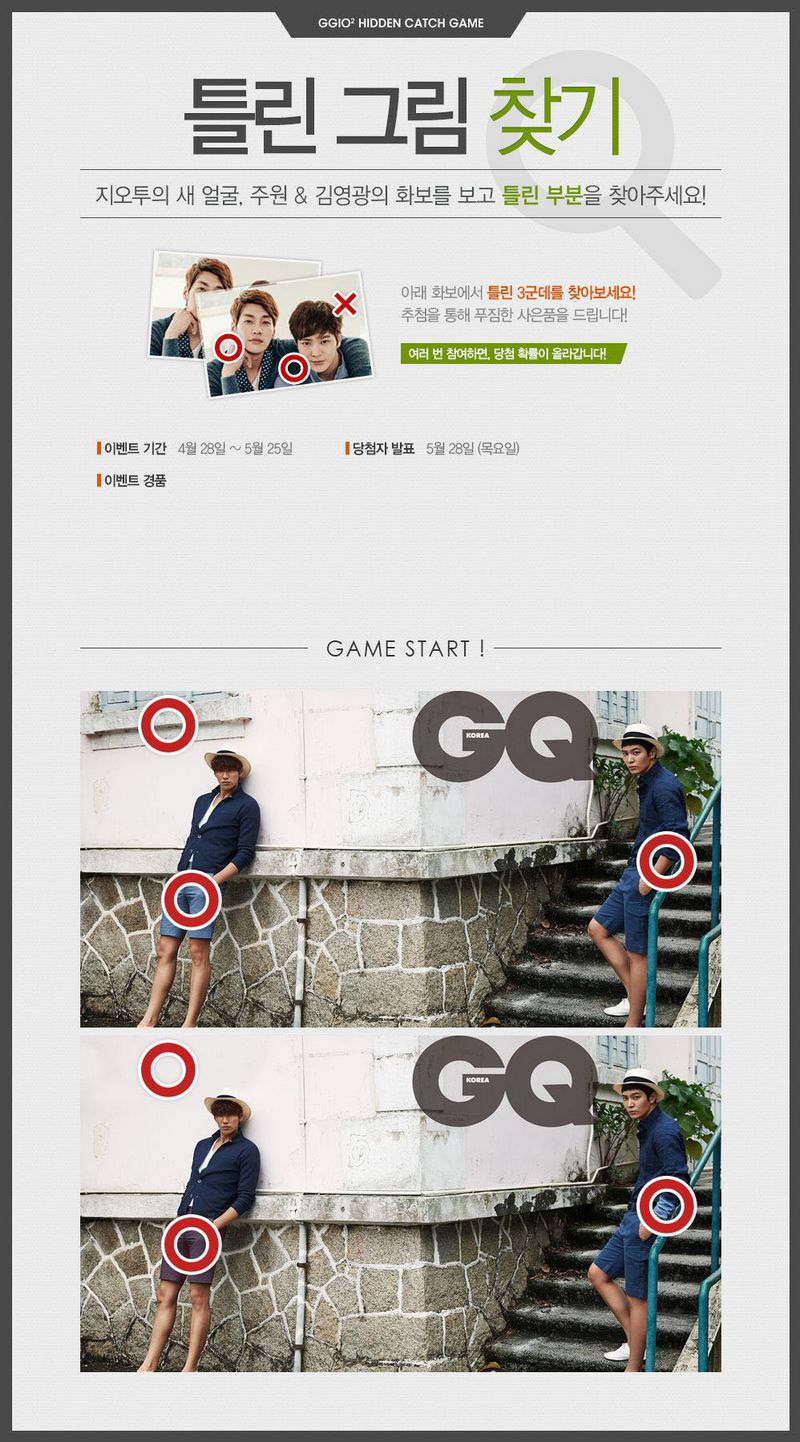 GGIO² HIDDEN CATCH GAME
틀린 그림 찾기
지오투의 새 얼굴, 주원 & 김영광의 화보를 보고 틀린 부분을 찾아주세요!
아래 화보에서 틀린 3군데를 찾아보세요!
추첨을 통해 푸짐한 사은품을 드립니다!
여러 번 참여하면, 당첨 확률이 올라갑니다!
이벤트 기간 4월 28일 ~ 5월 25일
당첨자 발표 5월 28일 (목요일)
이벤트 경품
GAME START !
GQ
KOREA
GQ
KOREA